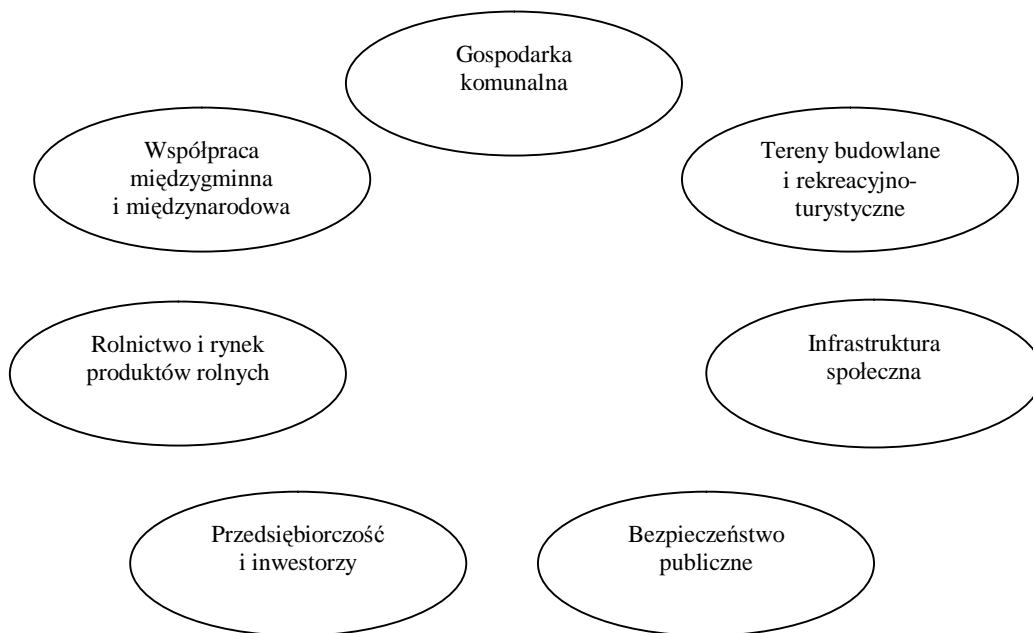 Gospodarka
komunalna
Współpraca
międzygminna
i międzynarodowa
Tereny budowlane
i rekreacyjno-
turystyczne
Rolnictwo i rynek
produktów rolnych
Infrastruktura
społeczna
Przedsiębiorczość
i inwestorzy
Bezpieczeństwo
publiczne